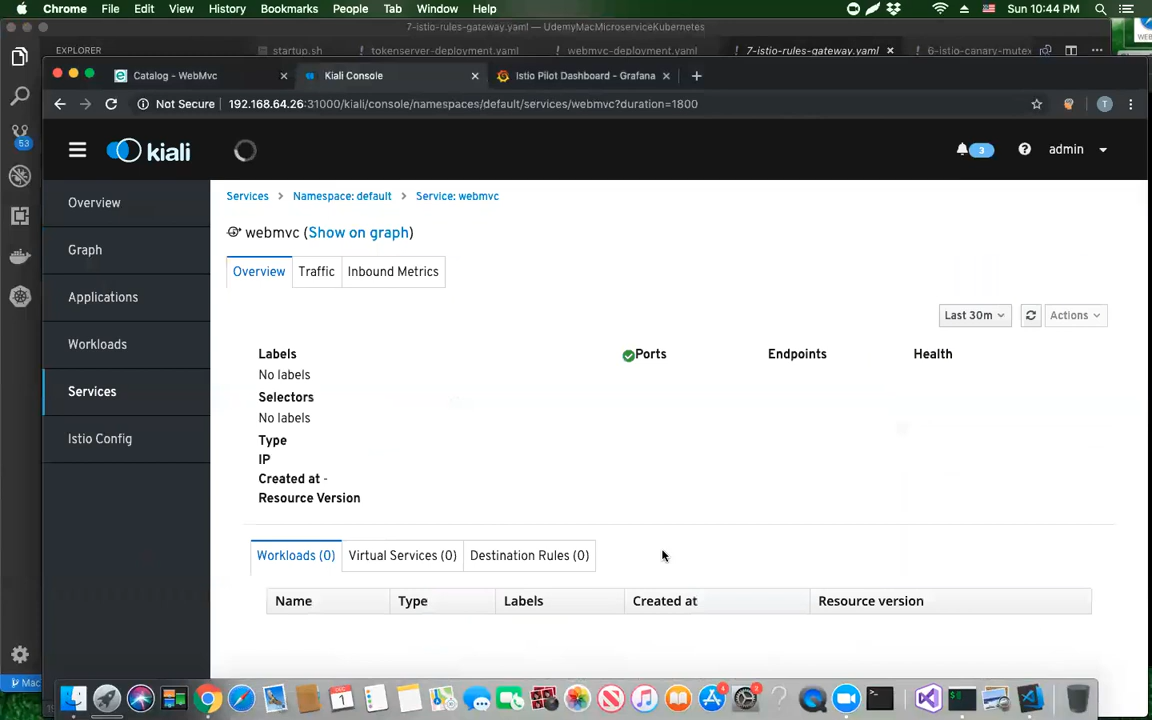 Chrome File Edit View History Bookmarks People Tab Window Help Sun 10:44 PM
7-istio-rules-gateway.yaml — UdemyMacMicroserviceKubernetes
EXPLORER startup.sh tokenserver-deployment.yaml webmvc-deployment.yaml 7-istio-rules-gateway.yaml 6-istio-canary-mutex
Catalog - WebMvc Kiali Console Istio Pilot Dashboard - Grafana
Not Secure 192.168.64.26:31000/kiali/console/namespaces/default/services/webmvc?duration=1800 T
53
kiali 3 admin
Overview
Graph
Applications
Workloads
Services
Istio Config
Services Namespace: default Service: webmvc
webmvc (Show on graph)
Overview Traffic Inbound Metrics
Last 30m Actions
Labels Ports Endpoints Health
No labels
Selectors
No labels
Type
IP
Created at -
Resource Version
Workloads (0) Virtual Services (0) Destination Rules (0)
Name Type Labels Created at Resource version
Mac